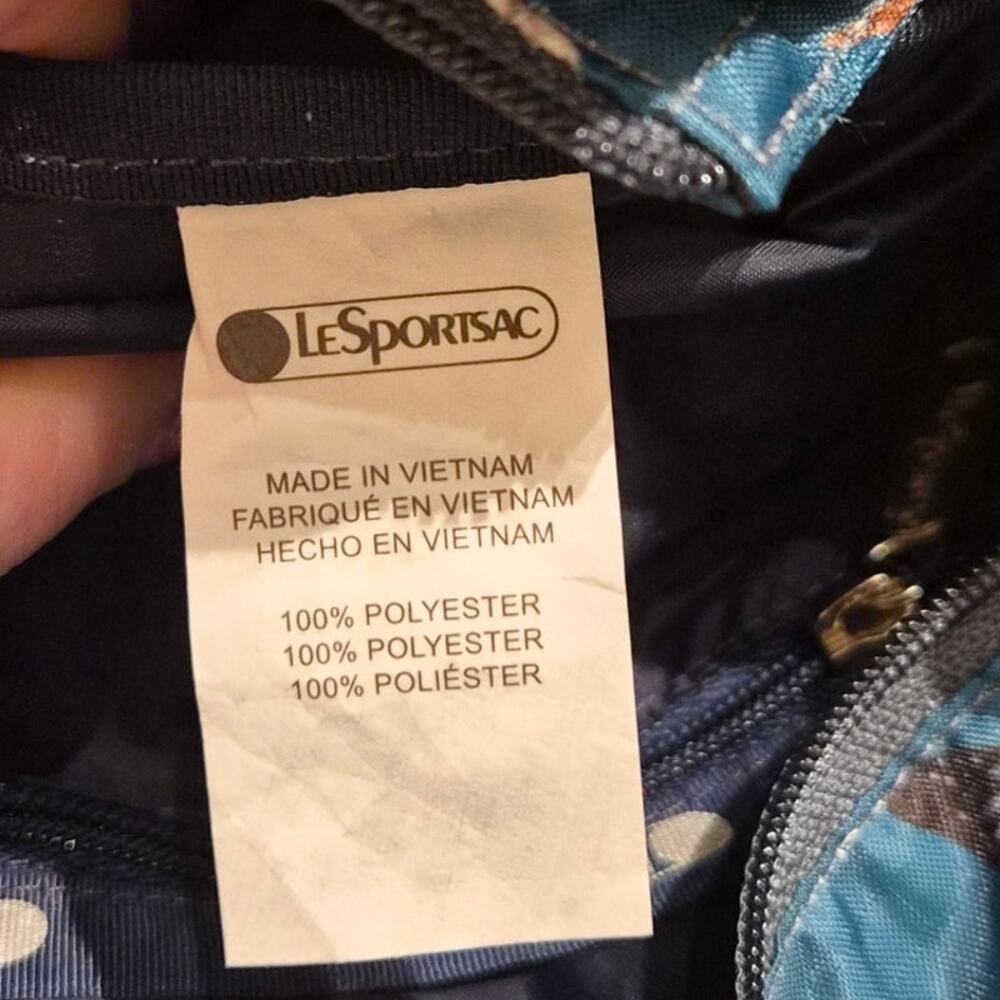 LeSportsac
MADE IN VIETNAM
FABRIQUÉ EN VIETNAM
HECHO EN VIETNAM
100% POLYESTER
100% POLYESTER
100% POLIÉSTER